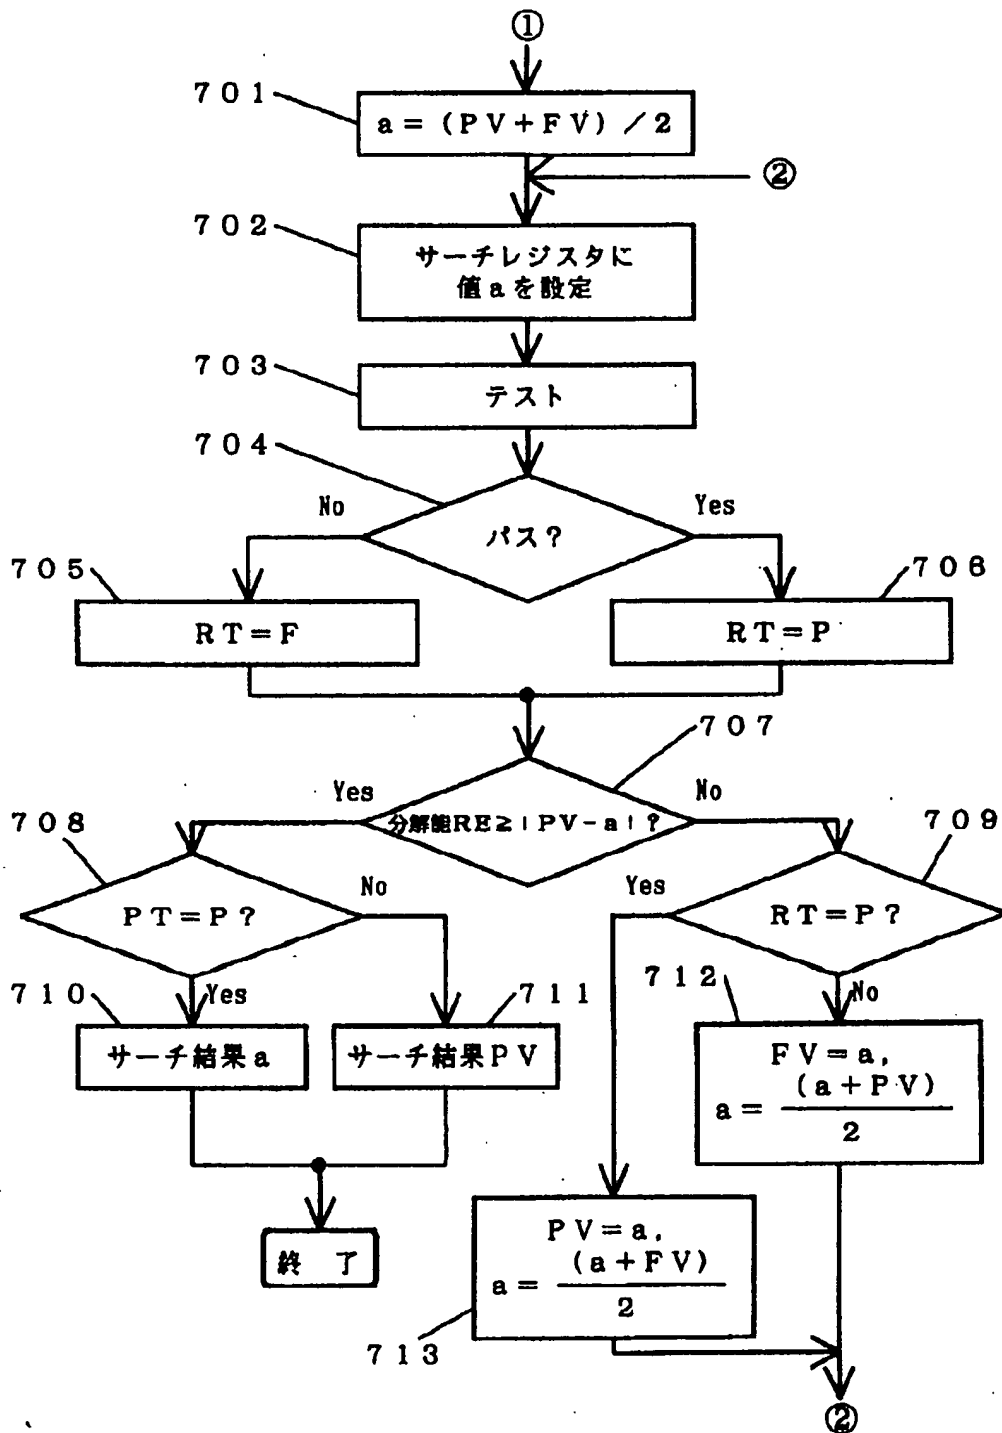 ①
701
a=(PV+FV)/2
②
702
サーチレジスタに
値aを設定
703
テスト
704
No
Yes
パス?
705
706
RT=F
RT=P
707
Yes
No
分解能RE≧|PV-a|?
708
709
No
Yes
PT=P?
RT=P?
710
Yes
711
712
No
サーチ結果a
サーチ結果PV
FV=a,
a=(a+PV)/2
PV=a,
a=(a+FV)/2
終 了
713
②